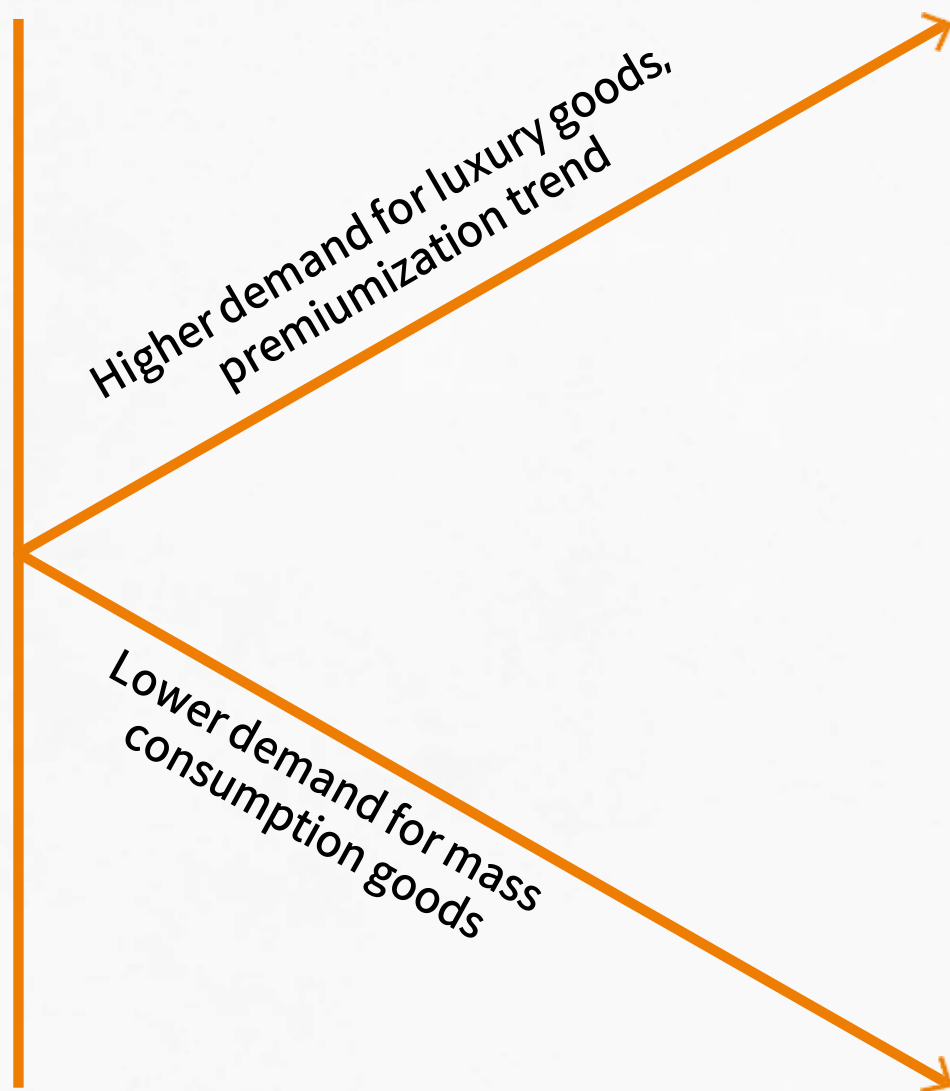 Higher demand for luxury goods,
premiumization trend
Lower demand for mass
consumption goods